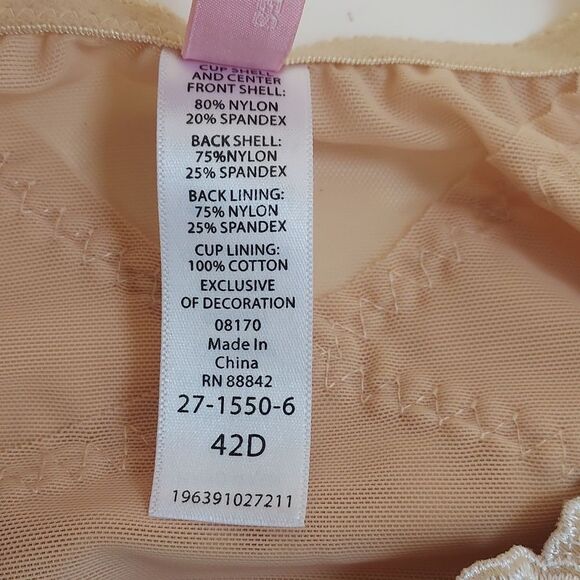 CUP SHELL
AND CENTER
FRONT SHELL:
80% NYLON
20% SPANDEX
BACK SHELL:
75%NYLON
25% SPANDEX
BACK LINING:
75% NYLON
25% SPANDEX
CUP LINING:
100% COTTON
EXCLUSIVE
OF DECORATION
08170
Made In
China
RN 88842
27-1550-6
42D
196391027211